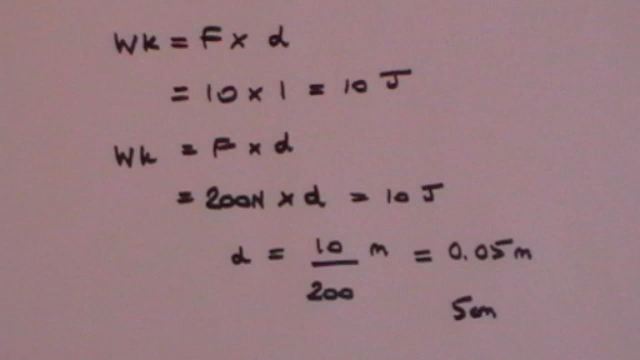 Wk = F × d
= 10 × 1 = 10 J
Wk = F × d
= 200N × d = 10 J
d = 10/200 m = 0.05m
5cm